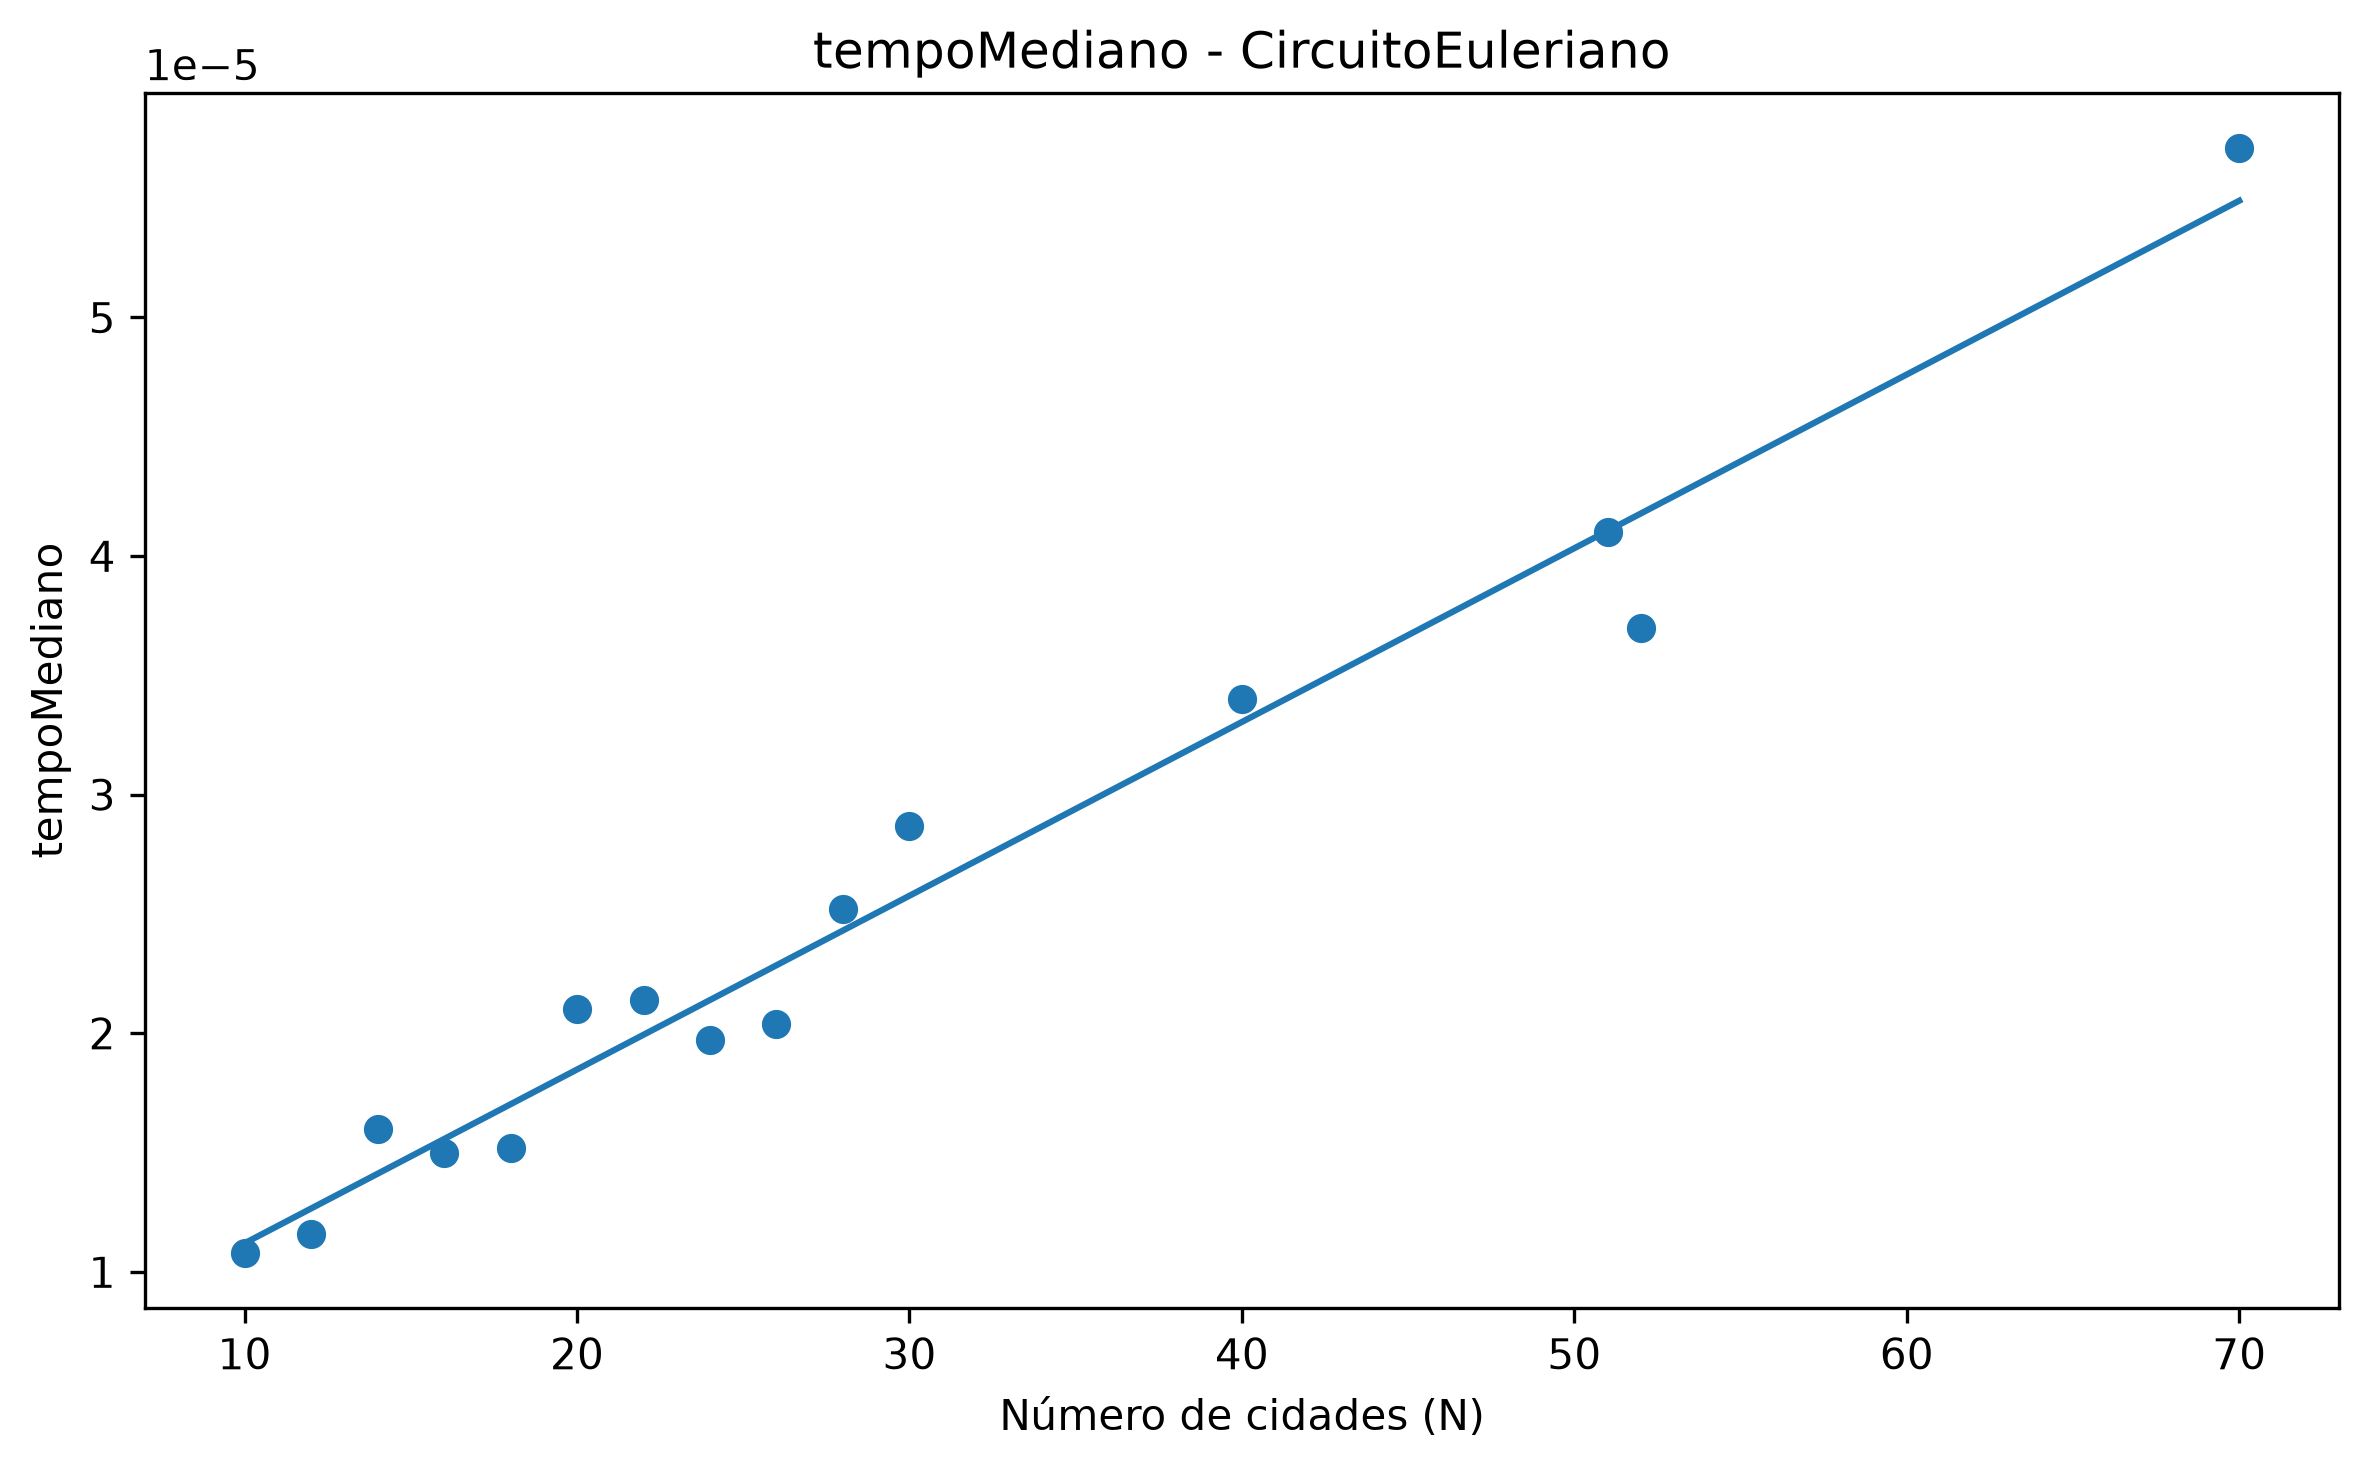 tempoMediano - CircuitoEuleriano
1e−5
5
4
3
2
1
tempoMediano
10 20 30 40 50 60 70
Número de cidades (N)